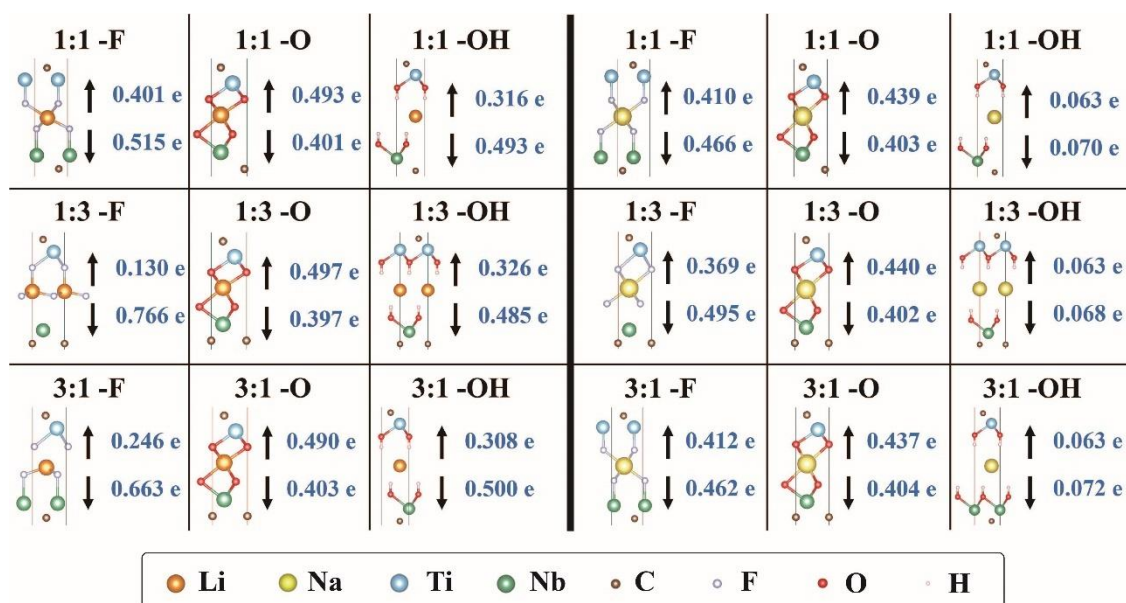 1:1 -F 1:1 -O 1:1 -OH 1:1 -F 1:1 -O 1:1 -OH
0.401 e 0.493 e 0.316 e 0.410 e 0.439 e 0.063 e
0.515 e 0.401 e 0.493 e 0.466 e 0.403 e 0.070 e
1:3 -F 1:3 -O 1:3 -OH 1:3 -F 1:3 -O 1:3 -OH
0.130 e 0.497 e 0.326 e 0.369 e 0.440 e 0.063 e
0.766 e 0.397 e 0.485 e 0.495 e 0.402 e 0.068 e
3:1 -F 3:1 -O 3:1 -OH 3:1 -F 3:1 -O 3:1 -OH
0.246 e 0.490 e 0.308 e 0.412 e 0.437 e 0.063 e
0.663 e 0.403 e 0.500 e 0.462 e 0.404 e 0.072 e
Li Na Ti Nb C F O H